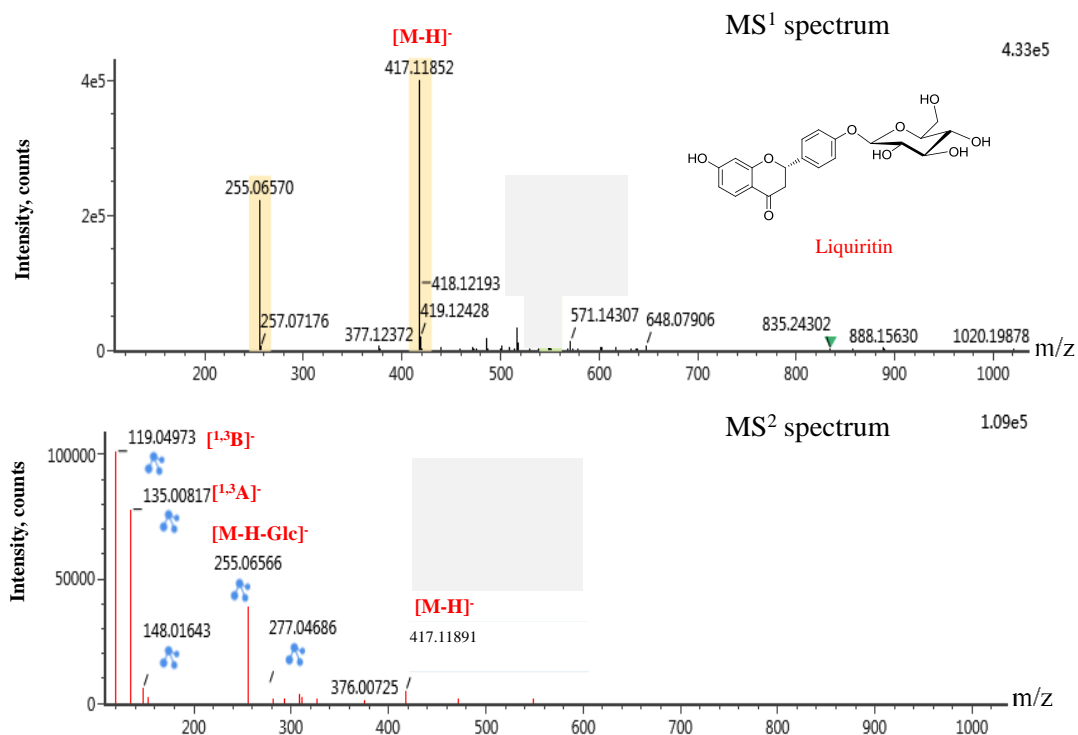 MS¹ spectrum
4.33e5
[M-H]⁻
417.11852
4e5
Intensity, counts
255.06570
2e5
418.12193
419.12428
257.07176
377.12372
571.14307
648.07906
835.24302
888.15630
1020.19878
0
m/z
200 300 400 500 600 700 800 900 1000
HO
O
O
HO
O
OH
HO
OH
O
Liquiritin
MS² spectrum
1.09e5
119.04973 [¹,³B]⁻
100000
135.00817 [¹,³A]⁻
Intensity, counts
[M-H-Glc]⁻
255.06566
50000
[M-H]⁻
148.01643
277.04686
417.11891
376.00725
0
m/z
200 300 400 500 600 700 800 900 1000